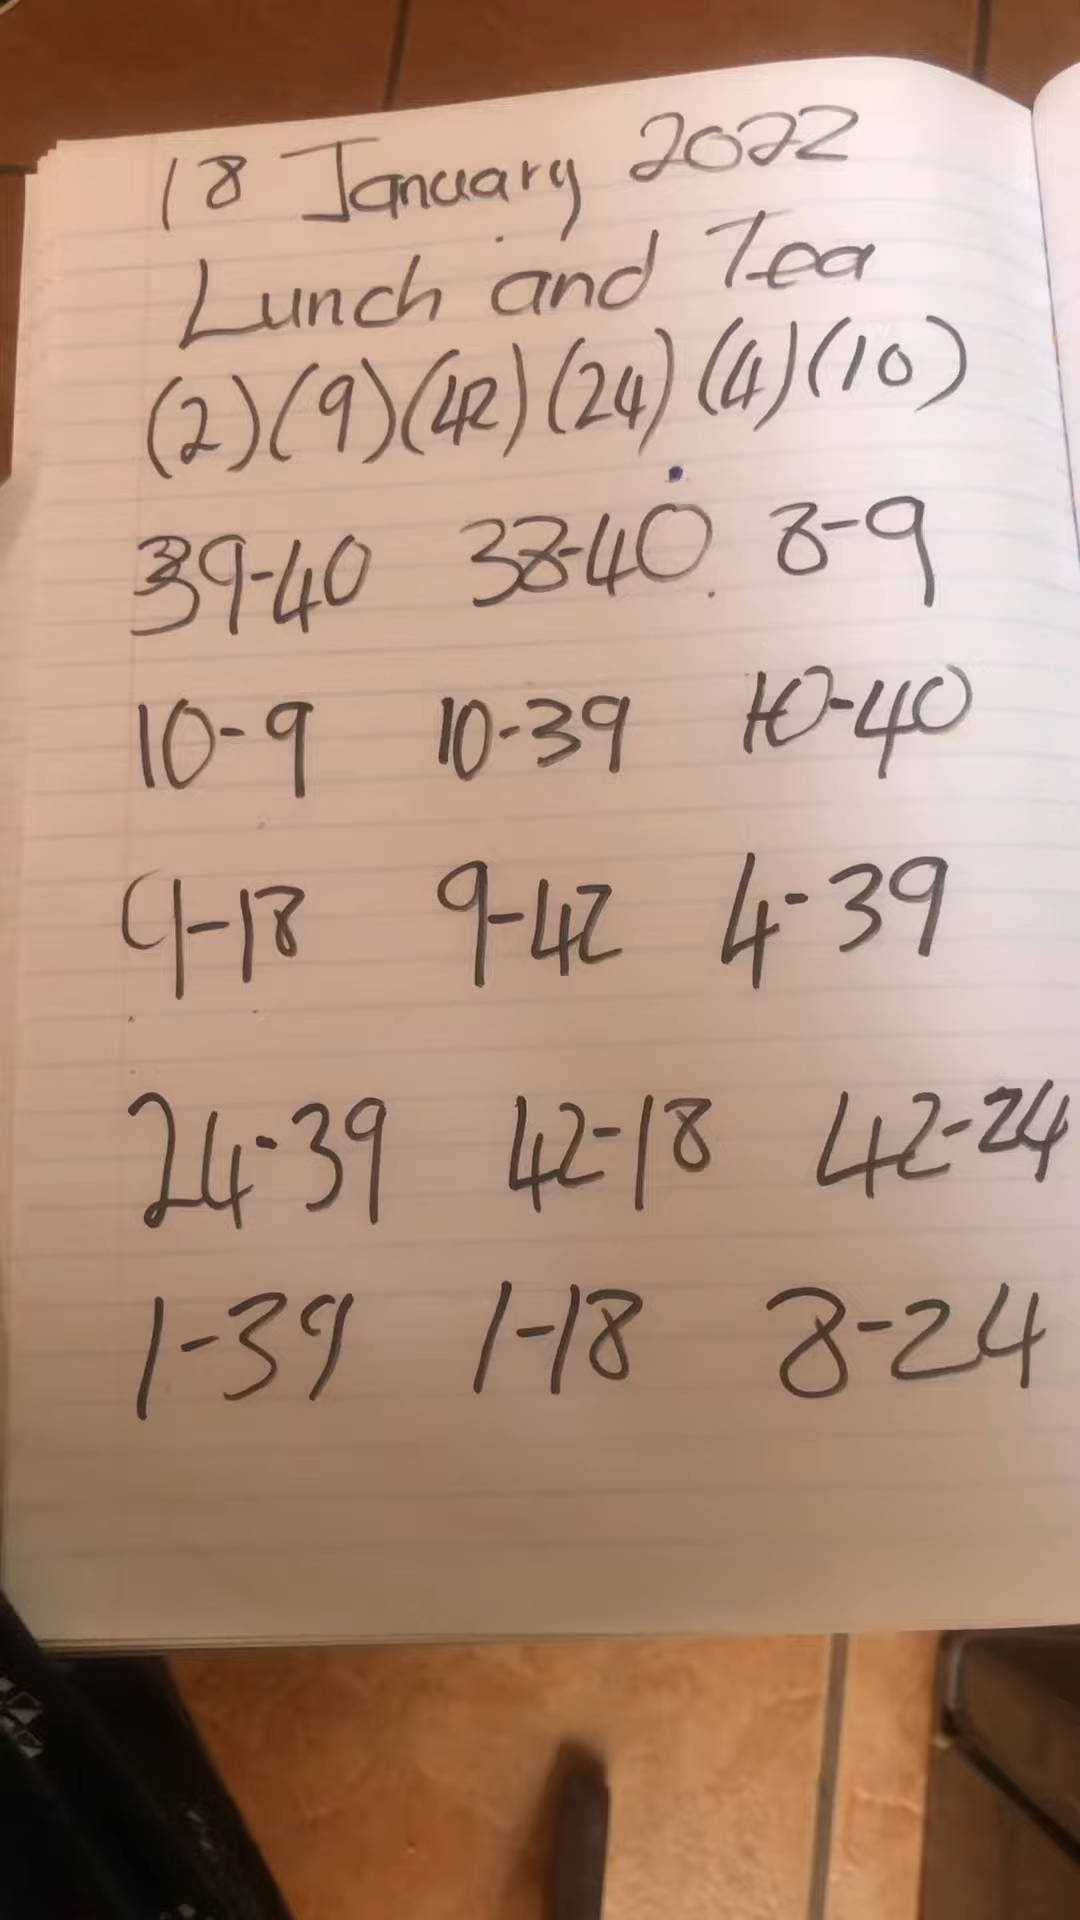 18 January 2022
Lunch and Tea
(2) (9) (42) (24) (4) (10)
39-40 38-40 8-9
10-9 10-39 10-40
9-18 9-42 4-39
24-39 42-18 42-24
1-39 1-18 8-24